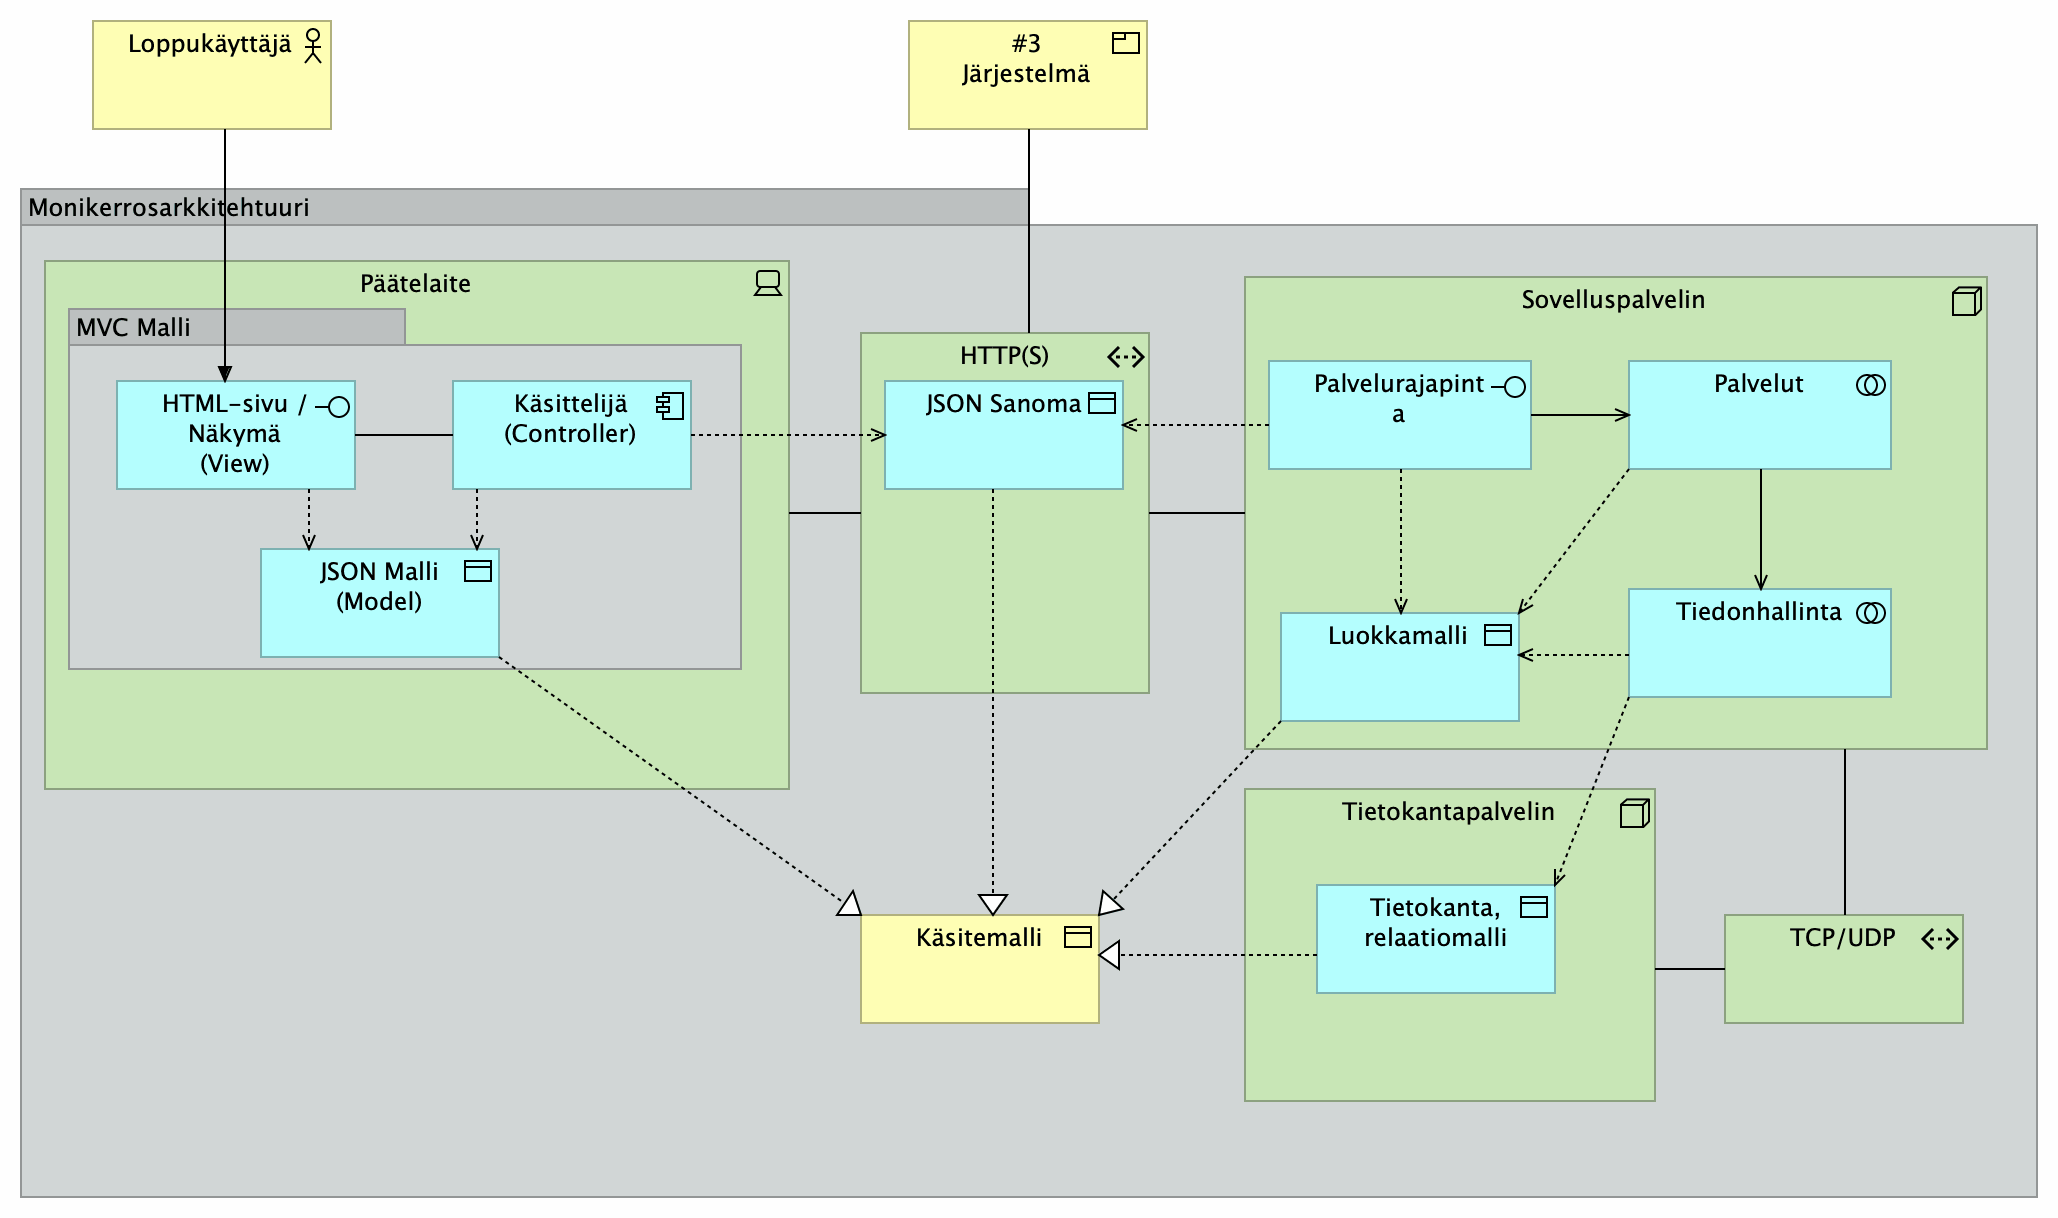 Loppukäyttäjä
#3
Järjestelmä
Monikerrosarkkitehtuuri
Päätelaite
MVC Malli
HTML-sivu /
Näkymä
(View)
Käsittelijä
(Controller)
JSON Malli
(Model)
HTTP(S)
JSON Sanoma
Sovelluspalvelin
Palvelurajapint
a
Palvelut
Luokkamalli
Tiedonhallinta
Tietokantapalvelin
Tietokanta,
relaatiomalli
Käsitemalli
TCP/UDP